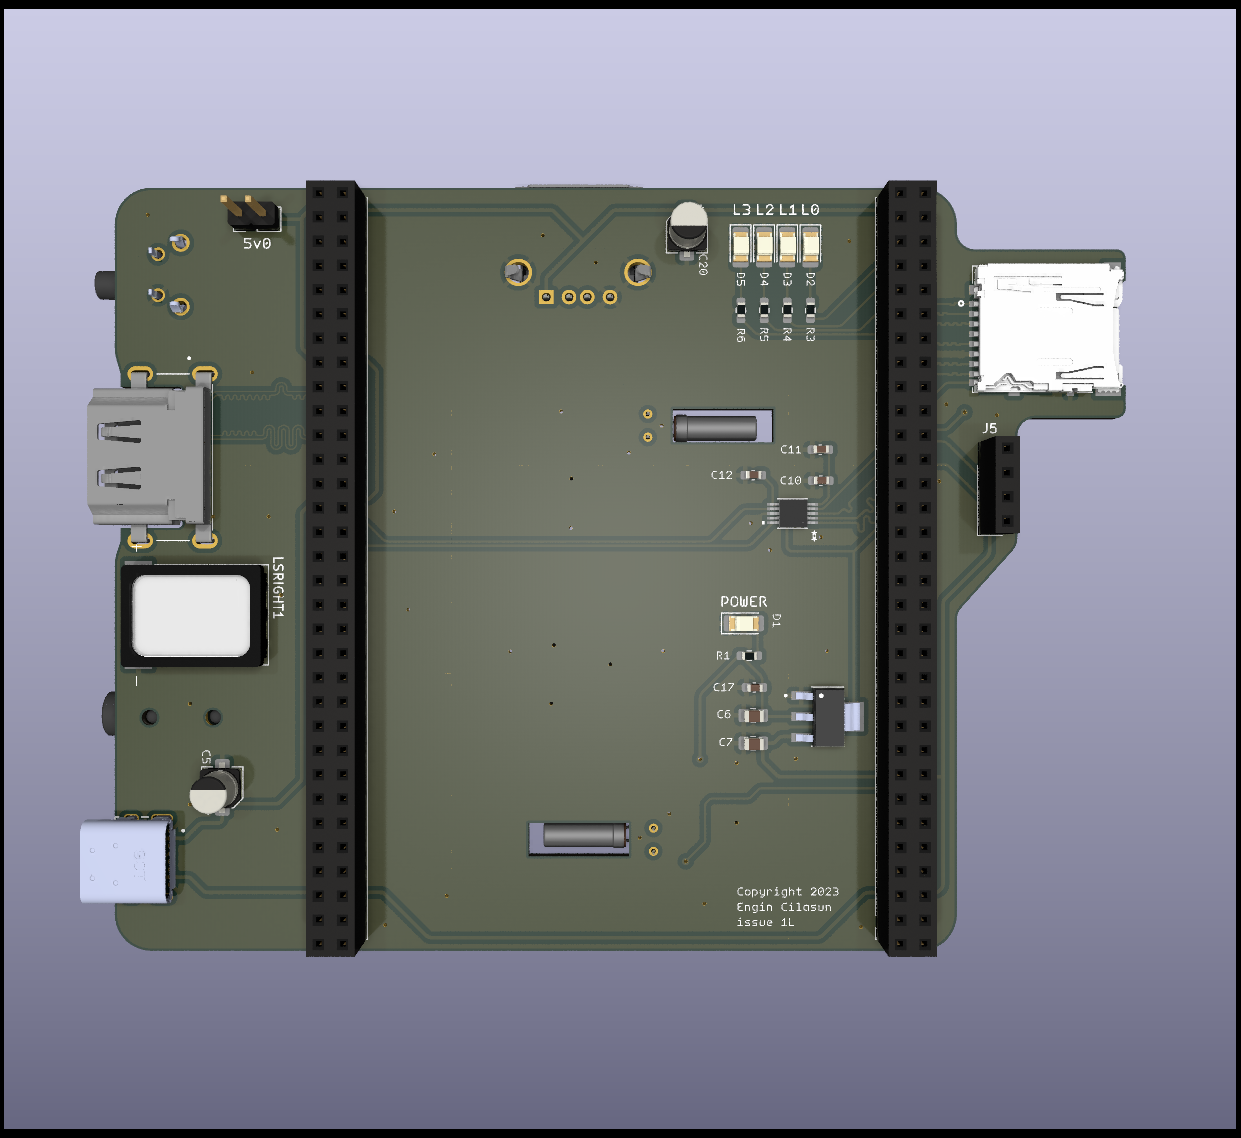 5v0
C20
L3 L2 L1 L0
D5 D4 D3 D2
R6 R5 R4 R3
J5
C11
C12
C10
LSRIGHT1
POWER
D1
R1
C17
C6
C7
C5
Copyright 2023
Engin Cilasun
issue 1L